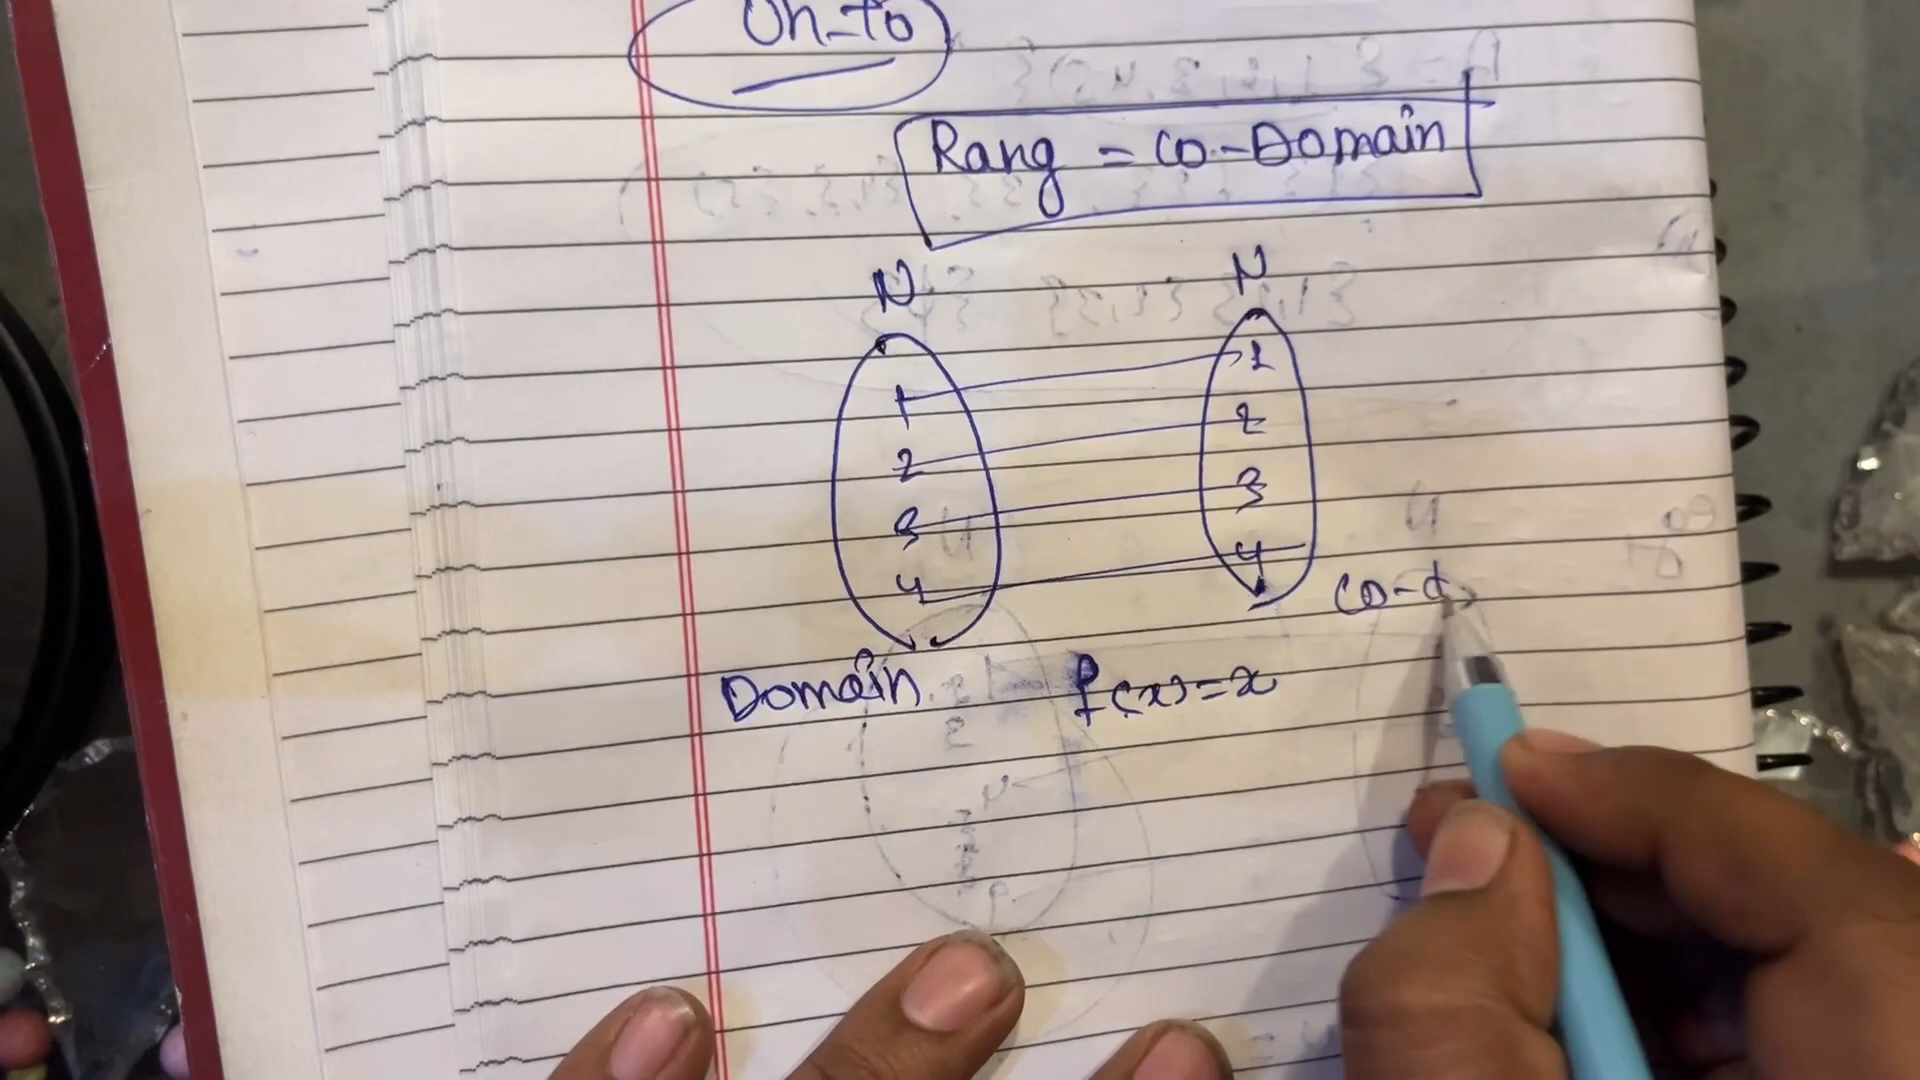 On-to
Rang = co-Domain
N N
1 1
2 2
3 3
4 4
co-d
Domain f(x)=x